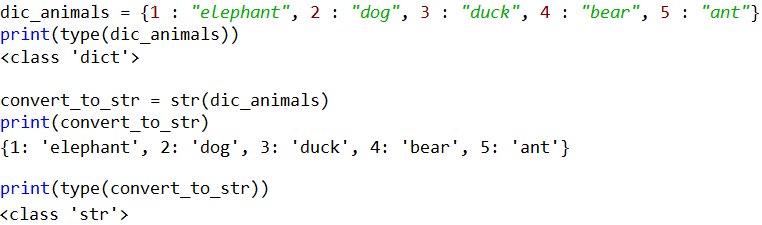 dic_animals = {1 : "elephant", 2 : "dog", 3 : "duck", 4 : "bear", 5 : "ant"}
print(type(dic_animals))
<class 'dict'>
convert_to_str = str(dic_animals)
print(convert_to_str)
{1: 'elephant', 2: 'dog', 3: 'duck', 4: 'bear', 5: 'ant'}
print(type(convert_to_str))
<class 'str'>